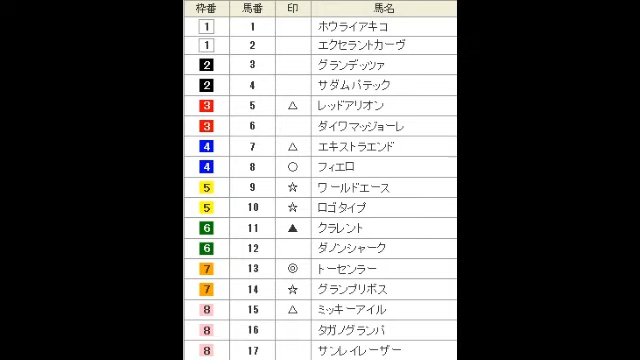 枠番 馬番 印 馬名
1 1 ホウライアキコ
1 2 エクセラントカーヴ
2 3 グランデッツァ
2 4 サダムパテック
3 5 △ レッドアリオン
3 6 ダイワマッジョーレ
4 7 △ エキストラエンド
4 8 ○ フィエロ
5 9 ☆ ワールドエース
5 10 ☆ ロゴタイプ
6 11 ▲ クラレント
6 12 ダノンシャーク
7 13 ◎ トーセンラー
7 14 ☆ グランプリボス
8 15 △ ミッキーアイル
8 16 タガノグランパ
8 17 サンレイレーザー